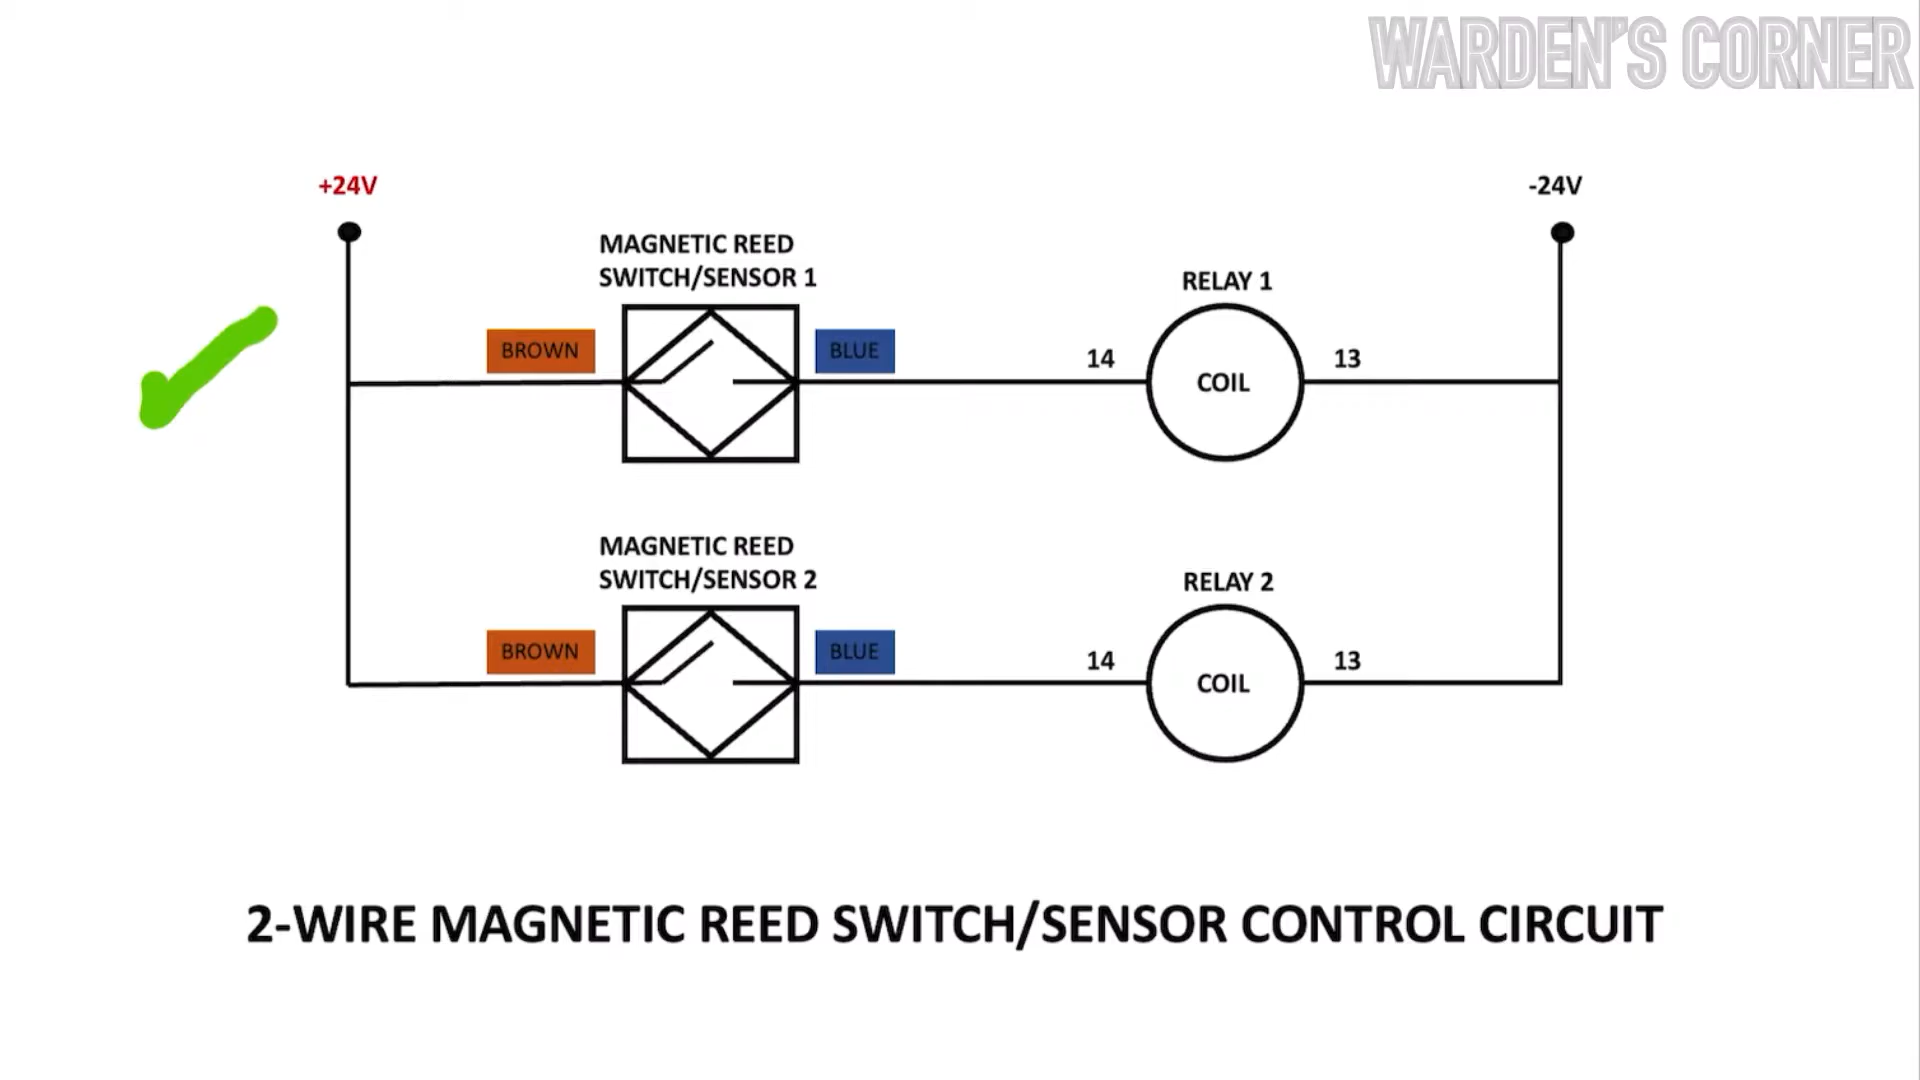 WARDEN'S CORNER
+24V
-24V
MAGNETIC REED
SWITCH/SENSOR 1
RELAY 1
BROWN
BLUE
14
COIL
13
MAGNETIC REED
SWITCH/SENSOR 2
RELAY 2
BROWN
BLUE
14
COIL
13
2-WIRE MAGNETIC REED SWITCH/SENSOR CONTROL CIRCUIT